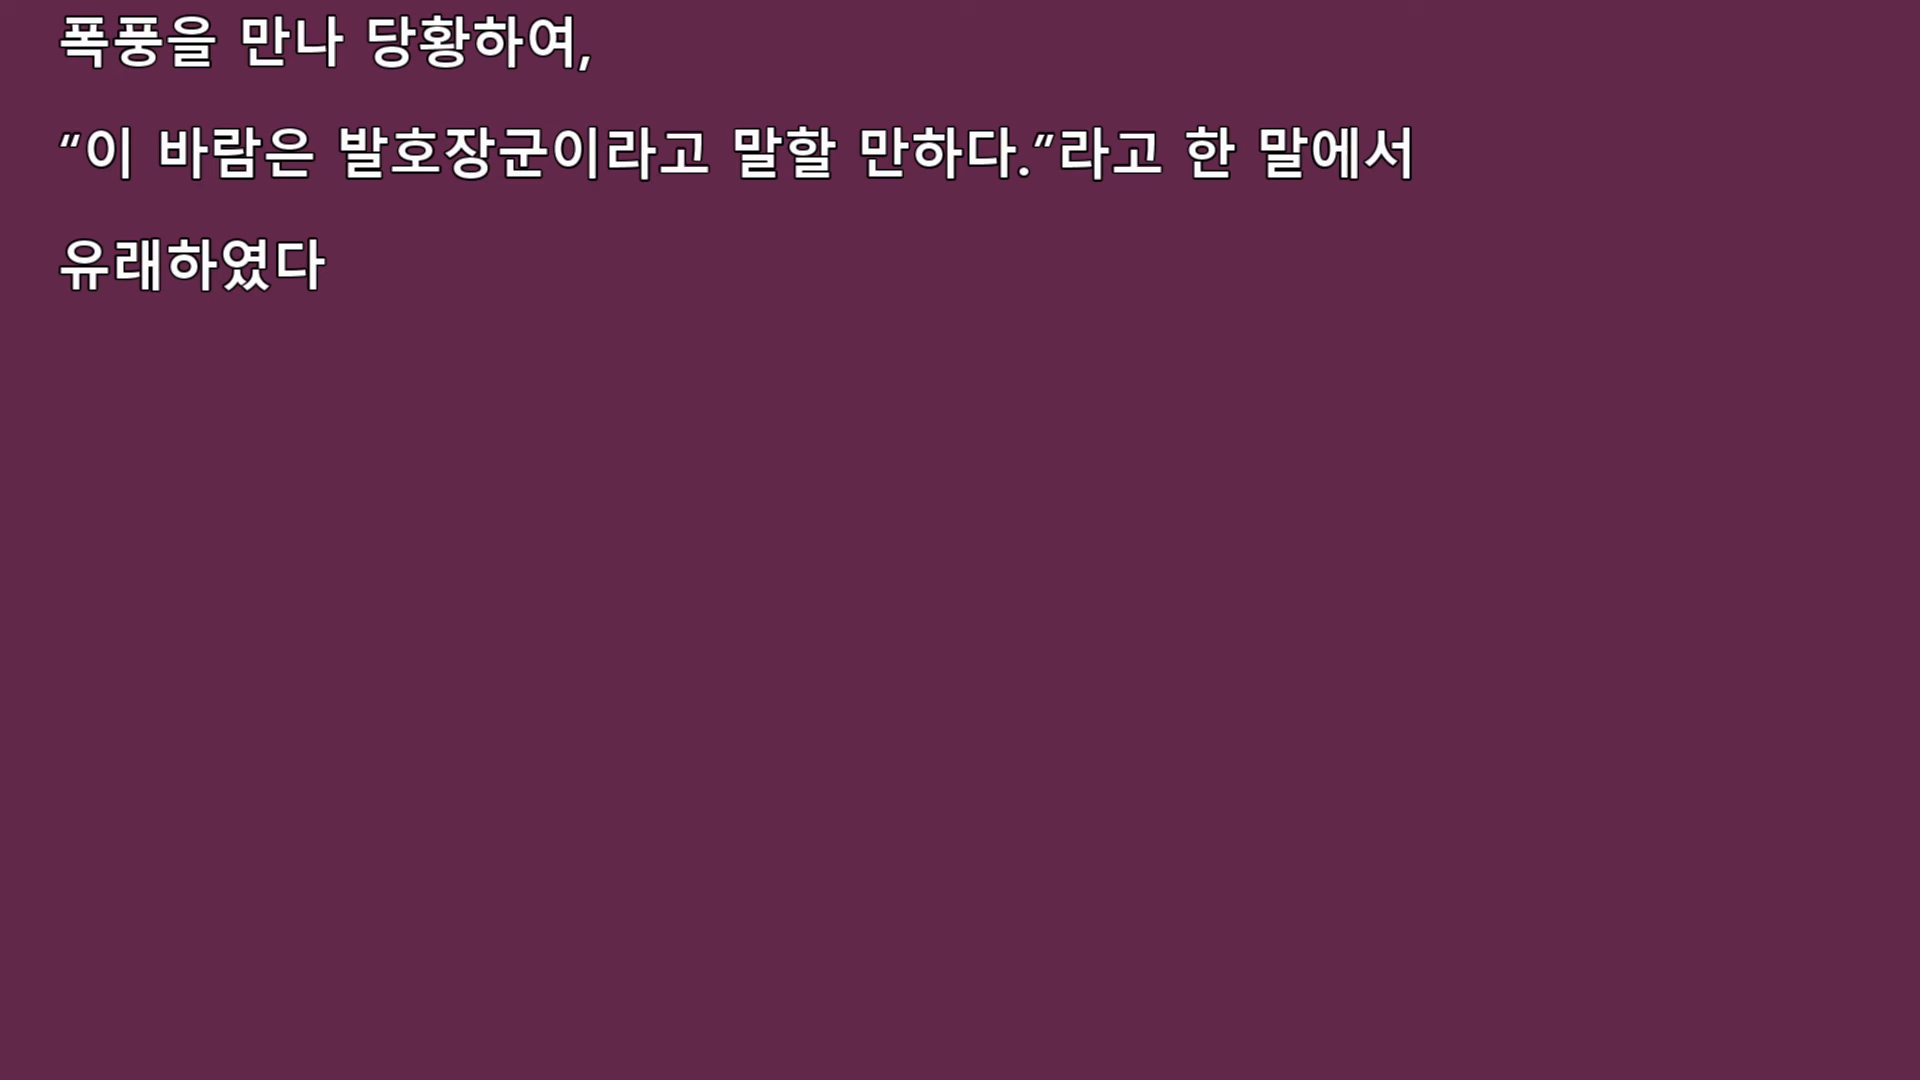 폭풍을 만나 당황하여,
“이 바람은 발호장군이라고 말할 만하다.”라고 한 말에서
유래하였다